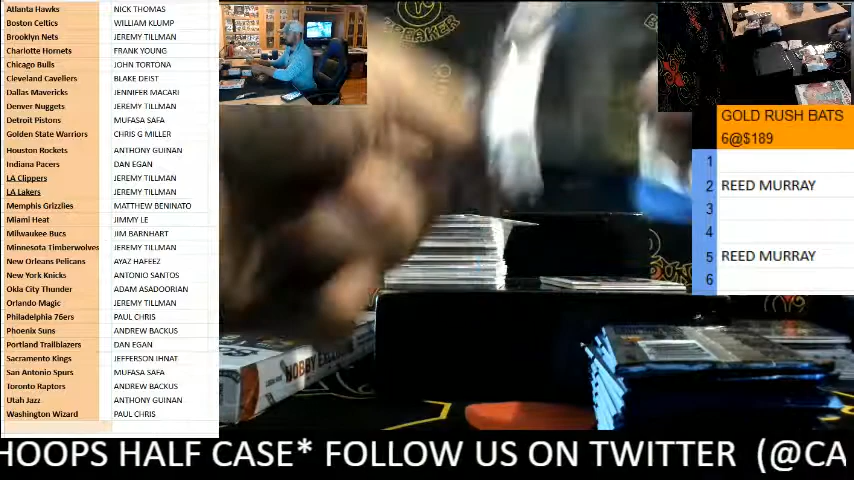 Atlanta Hawks NICK THOMAS
Boston Celtics WILLIAM KLUMP
Brooklyn Nets JEREMY TILLMAN
Charlotte Hornets FRANK YOUNG
Chicago Bulls JOHN TORTONA
Cleveland Cavellers BLAKE DEIST
Dallas Mavericks JENNIFER MACARI
Denver Nuggets JEREMY TILLMAN
Detroit Pistons MUFASA SAFA
Golden State Warriors CHRIS G MILLER
Houston Rockets ANTHONY GUINAN
Indiana Pacers DAN EGAN
LA Clippers JEREMY TILLMAN
LA Lakers JEREMY TILLMAN
Memphis Grizzlies MATTHEW BENINATO
Miami Heat JIMMY LE
Milwaukee Bucs JIM BARNHART
Minnesota Timberwolves JEREMY TILLMAN
New Orleans Pelicans AYAZ HAFEEZ
New York Knicks ANTONIO SANTOS
Okla City Thunder ADAM ASADOORIAN
Orlando Magic JEREMY TILLMAN
Philadelphia 76ers PAUL CHRIS
Phoenix Suns ANDREW BACKUS
Portland Trailblazers DAN EGAN
Sacramento Kings JEFFERSON IHNAT
San Antonio Spurs MUFASA SAFA
Toronto Raptors ANDREW BACKUS
Utah Jazz ANTHONY GUINAN
Washington Wizard PAUL CHRIS
GOLD RUSH BATS
6@$189
1
2 REED MURRAY
3
4
5 REED MURRAY
6
HOBBY EXCLUS
HOOPS HALF CASE* FOLLOW US ON TWITTER (@CA